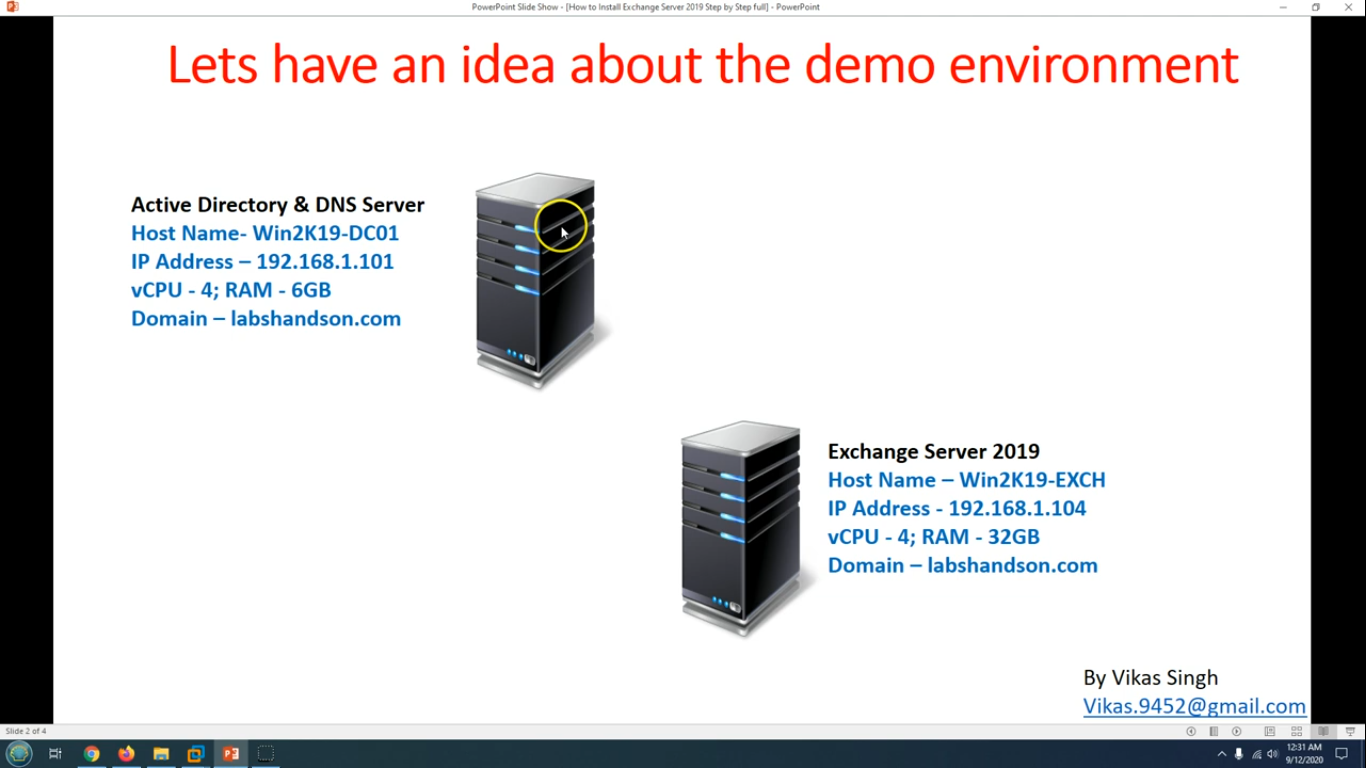 PowerPoint Slide Show - [How to Install Exchange Server 2019 Step by Step full] - PowerPoint
Lets have an idea about the demo environment
Active Directory & DNS Server
Host Name- Win2K19-DC01
IP Address – 192.168.1.101
vCPU - 4; RAM - 6GB
Domain – labshandson.com
Exchange Server 2019
Host Name – Win2K19-EXCH
IP Address - 192.168.1.104
vCPU - 4; RAM - 32GB
Domain – labshandson.com
By Vikas Singh
Vikas.9452@gmail.com
Slide 2 of 4
12:31 AM
9/12/2020